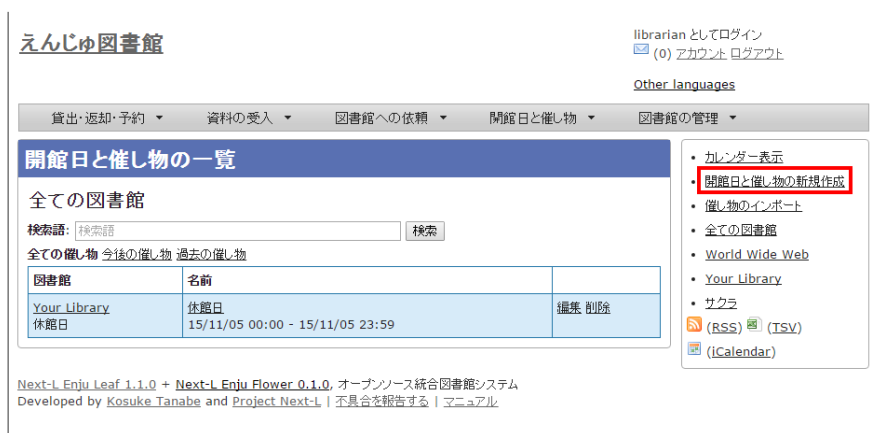 えんじゅ図書館
librarian としてログイン
(0) アカウント ログアウト
Other languages
貸出・返却・予約 ▼ 資料の受入 ▼ 図書館への依頼 ▼ 開館日と催し物 ▼ 図書館の管理 ▼
開館日と催し物の一覧
全ての図書館
検索語: 検索語 検索
全ての催し物 今後の催し物 過去の催し物
図書館 名前
Your Library 休館日 編集 削除
休館日 15/11/05 00:00 - 15/11/05 23:59
• カレンダー表示
• 開館日と催し物の新規作成
• 催し物のインポート
• 全ての図書館
• World Wide Web
• Your Library
• サクラ
(RSS) (TSV)
(iCalendar)
Next-L Enju Leaf 1.1.0 + Next-L Enju Flower 0.1.0, オープンソース統合図書館システム
Developed by Kosuke Tanabe and Project Next-L | 不具合を報告する | マニュアル